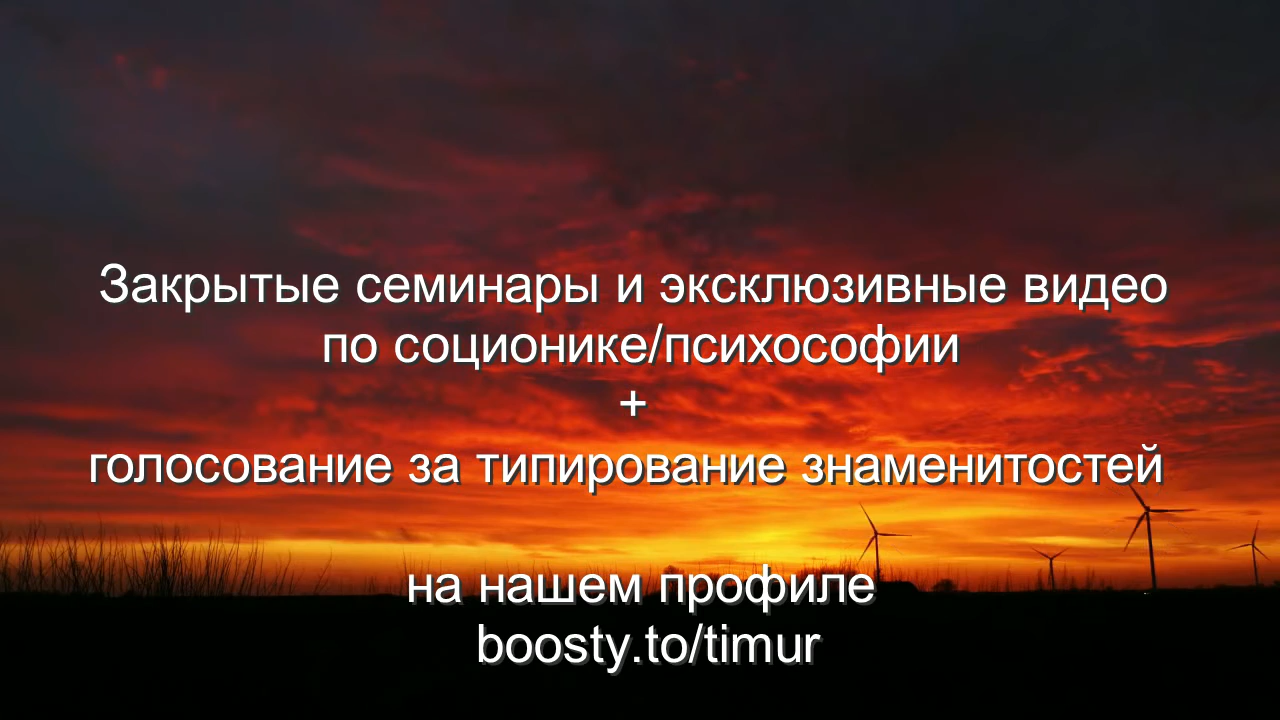 Закрытые семинары и эксклюзивные видео
по соционике/психософии
+
голосование за типирование знаменитостей
на нашем профиле
boosty.to/timur